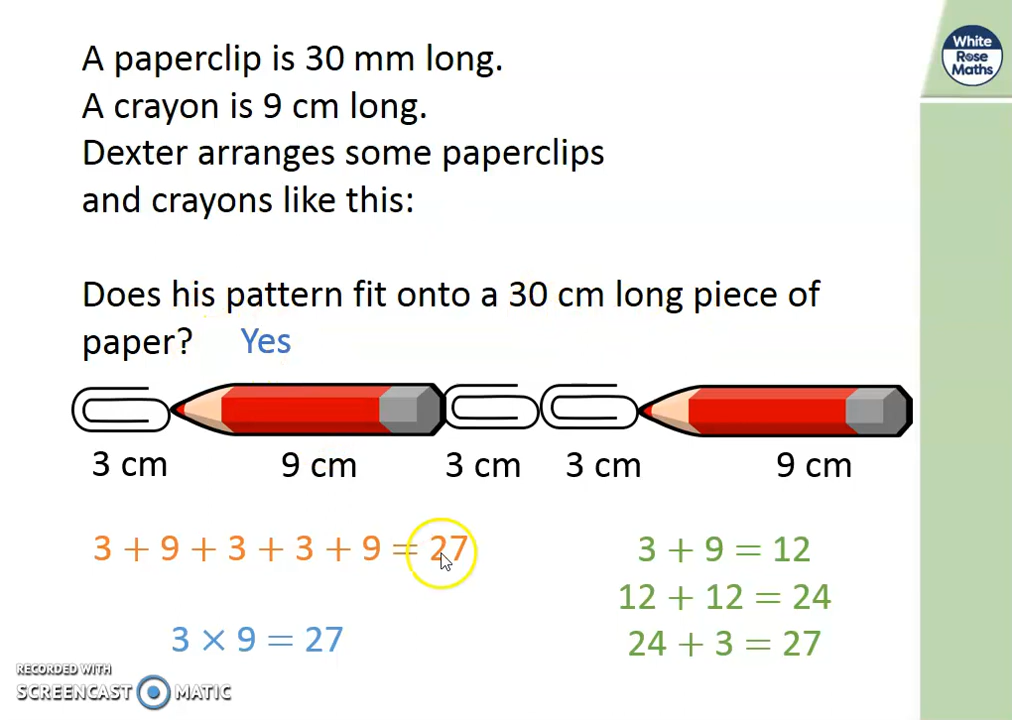 A paperclip is 30 mm long.
A crayon is 9 cm long.
Dexter arranges some paperclips
and crayons like this:
Does his pattern fit onto a 30 cm long piece of
paper? Yes
3 cm 9 cm 3 cm 3 cm 9 cm
3 + 9 + 3 + 3 + 9 = 27
3 × 9 = 27
3 + 9 = 12
12 + 12 = 24
24 + 3 = 27
White
Rose
Maths
RECORDED WITH
SCREENCAST MATIC